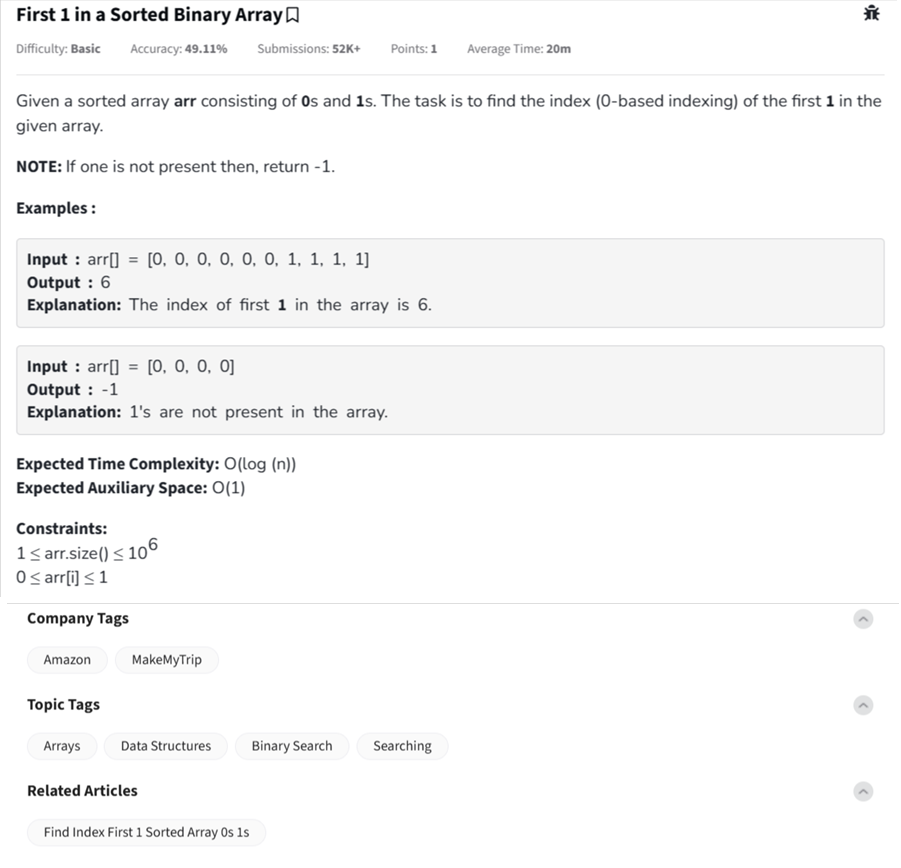 First 1 in a Sorted Binary Array
Difficulty: Basic Accuracy: 49.11% Submissions: 52K+ Points: 1 Average Time: 20m
Given a sorted array arr consisting of 0s and 1s. The task is to find the index (0-based indexing) of the first 1 in the
given array.
NOTE: If one is not present then, return -1.
Examples :
Input : arr[] = [0, 0, 0, 0, 0, 0, 1, 1, 1, 1]
Output : 6
Explanation: The index of first 1 in the array is 6.
Input : arr[] = [0, 0, 0, 0]
Output : -1
Explanation: 1's are not present in the array.
Expected Time Complexity: O(log (n))
Expected Auxiliary Space: O(1)
Constraints:
1 ≤ arr.size() ≤ 10⁶
0 ≤ arr[i] ≤ 1
Company Tags
Amazon MakeMyTrip
Topic Tags
Arrays Data Structures Binary Search Searching
Related Articles
Find Index First 1 Sorted Array 0s 1s